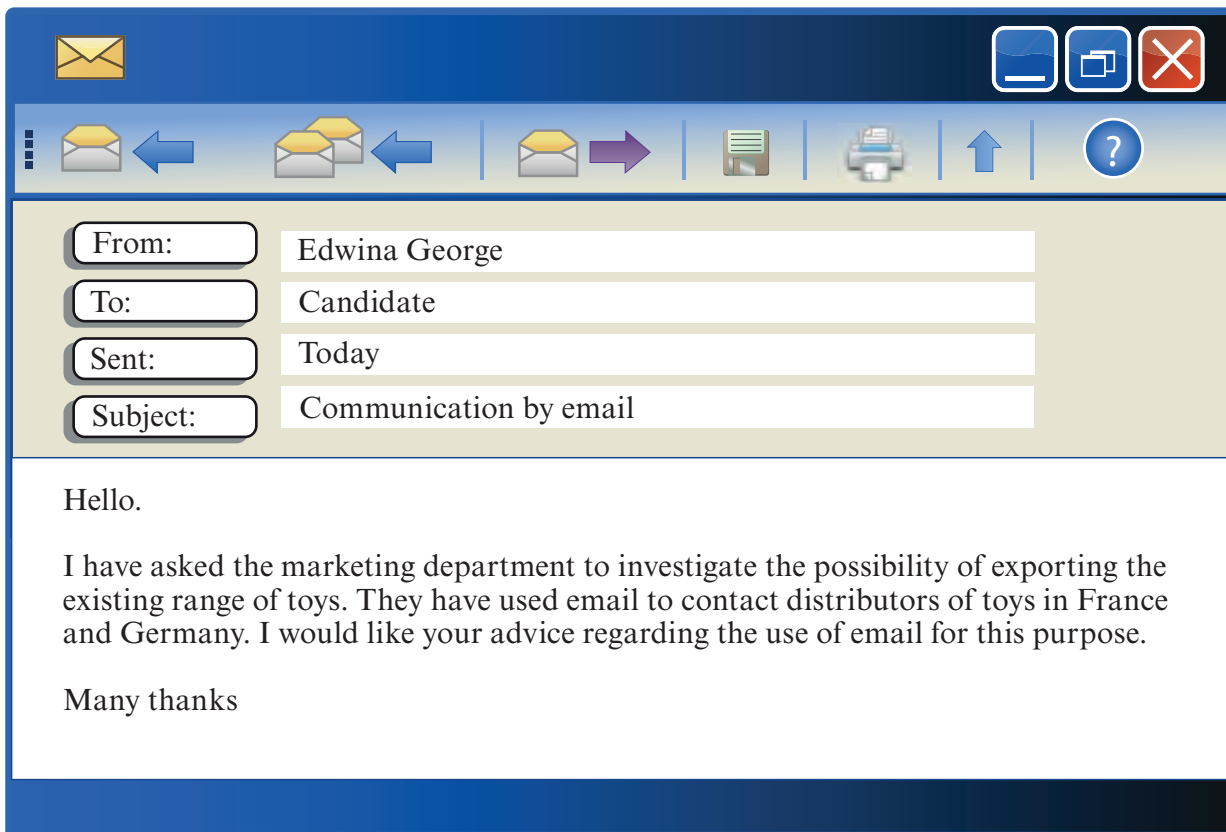 ?
From: Edwina George
To: Candidate
Sent: Today
Subject: Communication by email
Hello.
I have asked the marketing department to investigate the possibility of exporting the
existing range of toys. They have used email to contact distributors of toys in France
and Germany. I would like your advice regarding the use of email for this purpose.
Many thanks